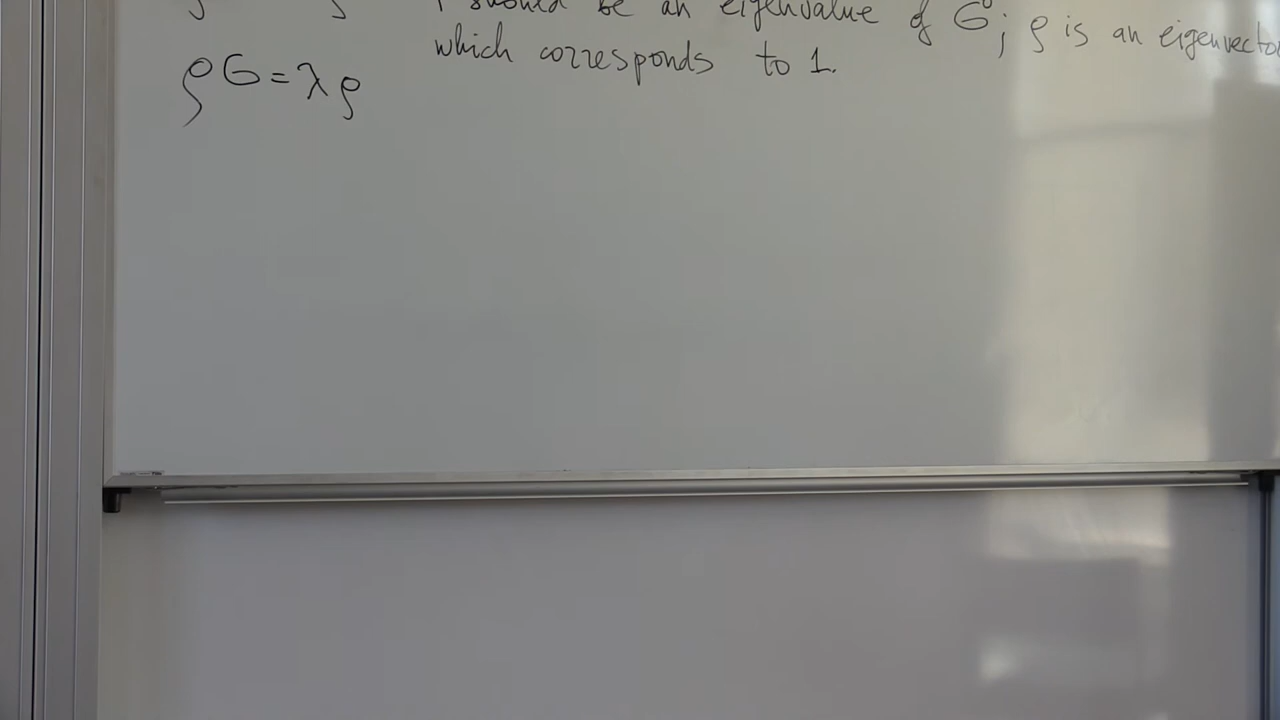 should be an eigenvalue of G; ρ is an eigenvector
which corresponds to 1.
ρG = λρ